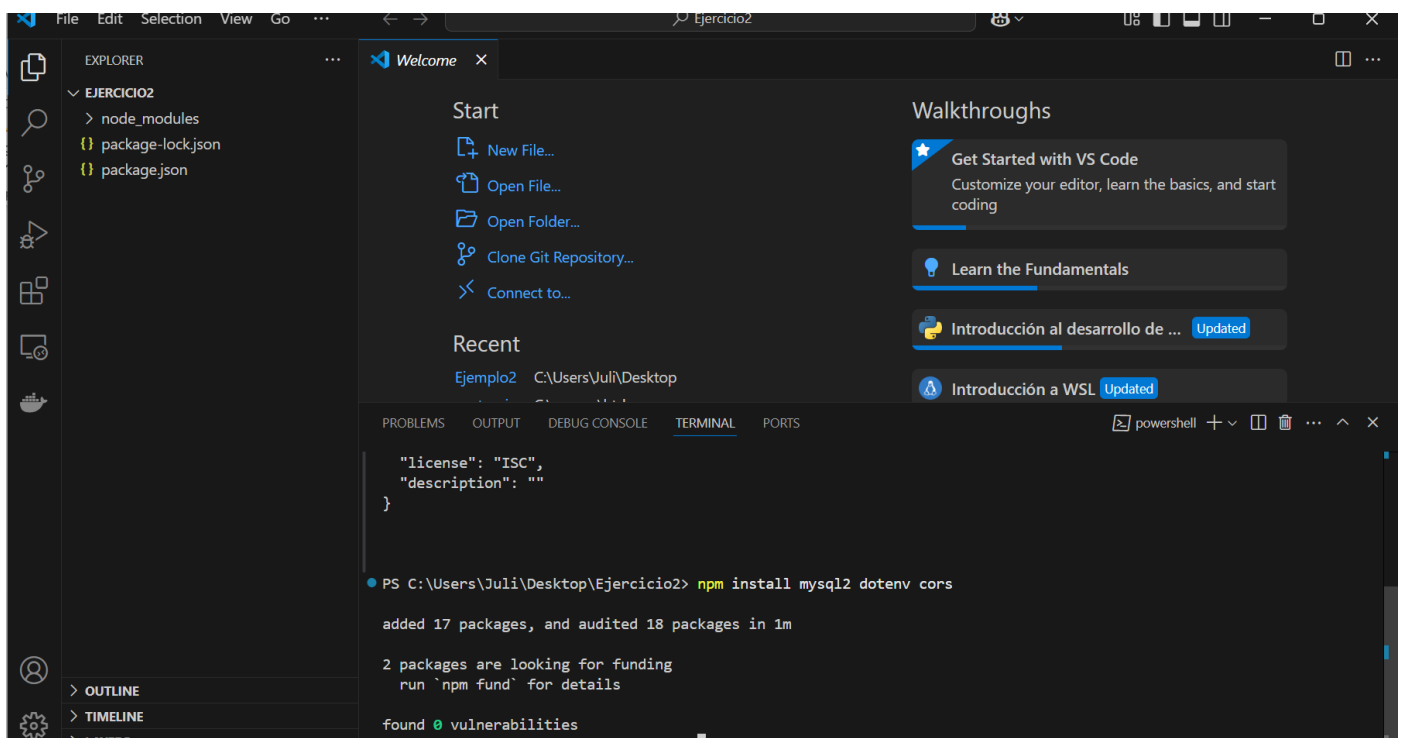 File Edit Selection View Go ··· Ejercicio2
EXPLORER ···
EJERCICIO2
node_modules
{} package-lock.json
{} package.json
OUTLINE
TIMELINE
Welcome
Start
New File...
Open File...
Open Folder...
Clone Git Repository...
Connect to...
Recent
Ejemplo2 C:\Users\Juli\Desktop
Walkthroughs
Get Started with VS Code
Customize your editor, learn the basics, and start
coding
Learn the Fundamentals
Introducción al desarrollo de ... Updated
Introducción a WSL Updated
PROBLEMS OUTPUT DEBUG CONSOLE TERMINAL PORTS powershell
"license": "ISC",
"description": ""
}
PS C:\Users\Juli\Desktop\Ejercicio2> npm install mysql2 dotenv cors
added 17 packages, and audited 18 packages in 1m
2 packages are looking for funding
run `npm fund` for details
found 0 vulnerabilities